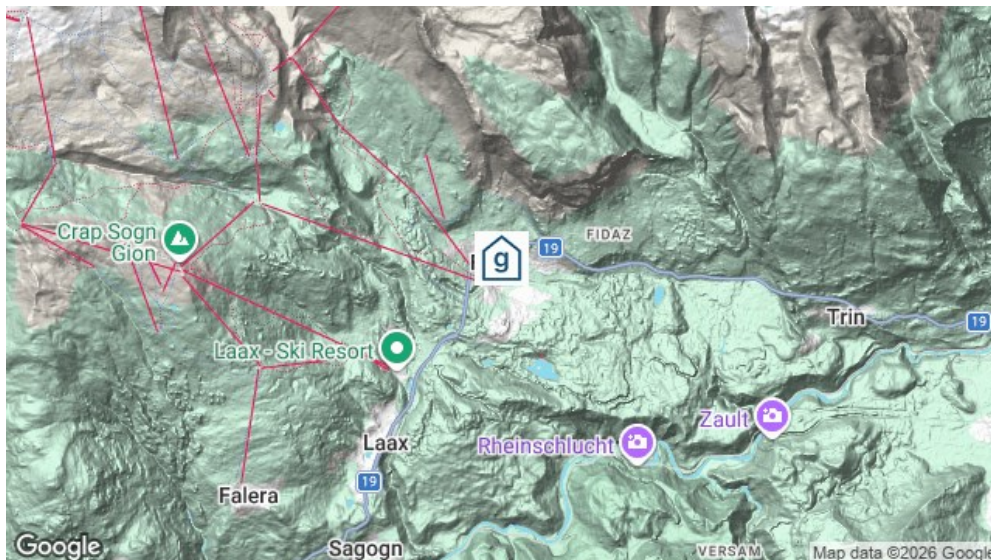 19
FIDAZ
Crap Sogn
Gion
g
19
Trin
Laax - Ski Resort
Zault
Rheinschlucht
Laax
19
Falera
Sagogn
VERSAM
Google
Map data ©2026 Google